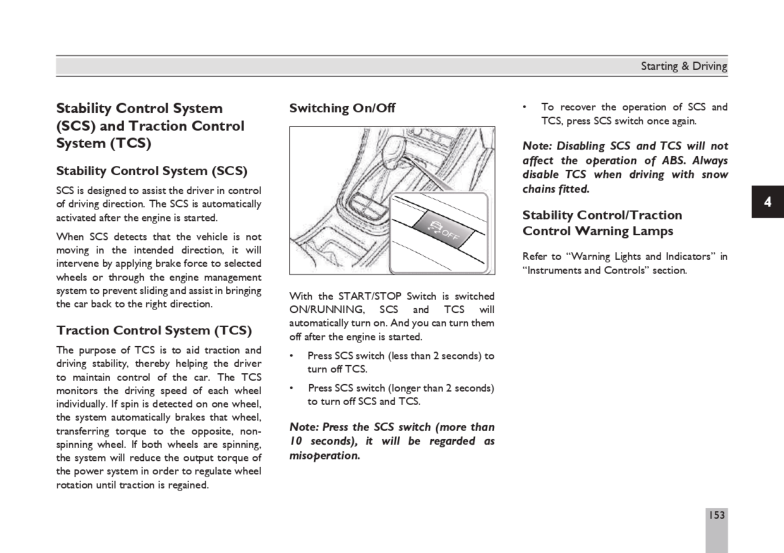 Starting & Driving
Stability Control System
(SCS) and Traction Control
System (TCS)
Stability Control System (SCS)
SCS is designed to assist the driver in control
of driving direction. The SCS is automatically
activated after the engine is started.
When SCS detects that the vehicle is not
moving in the intended direction, it will
intervene by applying brake force to selected
wheels or through the engine management
system to prevent sliding and assist in bringing
the car back to the right direction.
Traction Control System (TCS)
The purpose of TCS is to aid traction and
driving stability, thereby helping the driver
to maintain control of the car. The TCS
monitors the driving speed of each wheel
individually. If spin is detected on one wheel,
the system automatically brakes that wheel,
transferring torque to the opposite, non-
spinning wheel. If both wheels are spinning,
the system will reduce the output torque of
the power system in order to regulate wheel
rotation until traction is regained.
Switching On/Off
OFF
With the START/STOP Switch is switched
ON/RUNNING, SCS and TCS will
automatically turn on. And you can turn them
off after the engine is started.
• Press SCS switch (less than 2 seconds) to
turn off TCS.
• Press SCS switch (longer than 2 seconds)
to turn off SCS and TCS.
Note: Press the SCS switch (more than
10 seconds), it will be regarded as
misoperation.
• To recover the operation of SCS and
TCS, press SCS switch once again.
Note: Disabling SCS and TCS will not
affect the operation of ABS. Always
disable TCS when driving with snow
chains fitted.
Stability Control/Traction
Control Warning Lamps
Refer to “Warning Lights and Indicators” in
“Instruments and Controls” section.
4
153